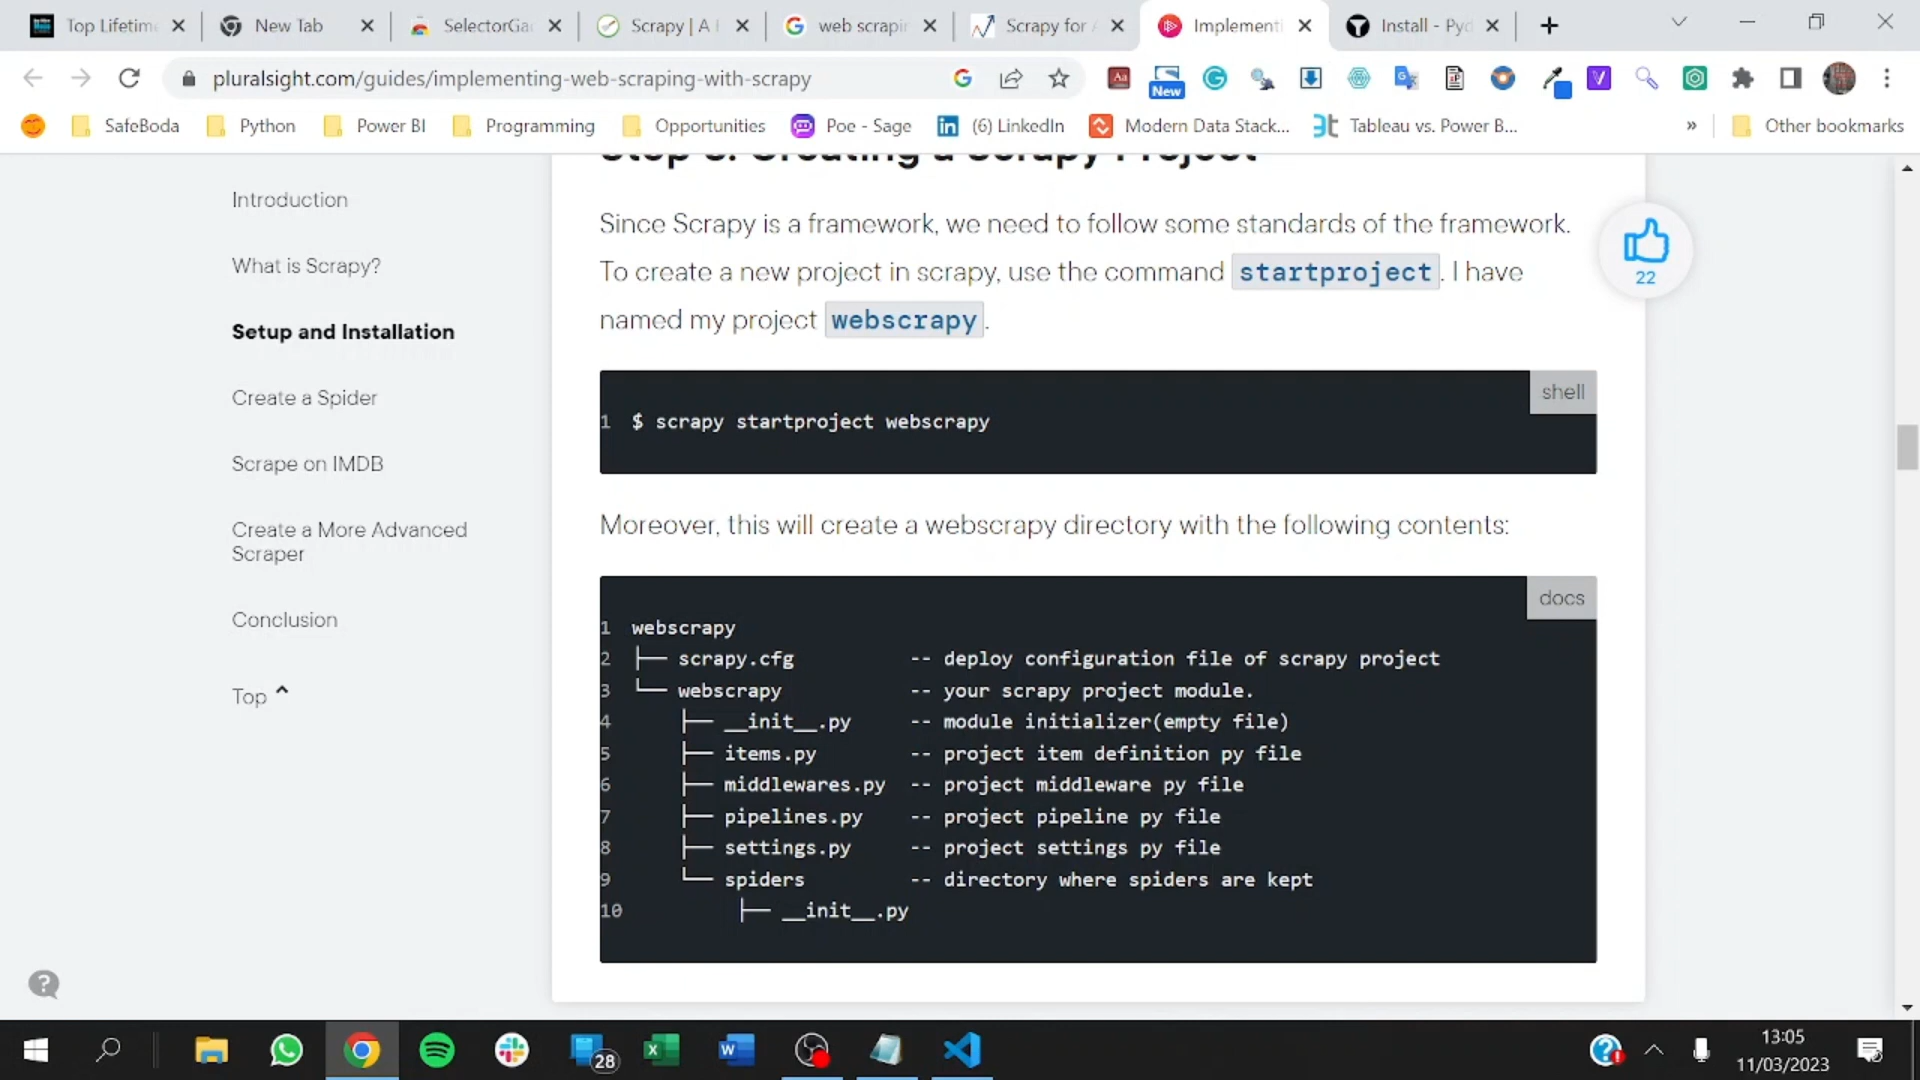 Top Lifetim
New Tab
SelectorGa
Scrapy | A
web scrapin
Scrapy for
Implementi
Install - Pyd
pluralsight.com/guides/implementing-web-scraping-with-scrapy
New
SafeBoda
Python
Power BI
Programming
Opportunities
Poe - Sage
(6) LinkedIn
Modern Data Stack...
Tableau vs. Power B...
»
Other bookmarks
Introduction
What is Scrapy?
Setup and Installation
Create a Spider
Scrape on IMDB
Create a More Advanced
Scraper
Conclusion
Top
Creating a Scrapy Project
Since Scrapy is a framework, we need to follow some standards of the framework.
To create a new project in scrapy, use the command startproject. I have
named my project webscrapy.
22
shell
1 $ scrapy startproject webscrapy
Moreover, this will create a webscrapy directory with the following contents:
docs
1 webscrapy
2 ├── scrapy.cfg -- deploy configuration file of scrapy project
3 └── webscrapy -- your scrapy project module.
4 ├── __init__.py -- module initializer(empty file)
5 ├── items.py -- project item definition py file
6 ├── middlewares.py -- project middleware py file
7 ├── pipelines.py -- project pipeline py file
8 ├── settings.py -- project settings py file
9 └── spiders -- directory where spiders are kept
10 ├── __init__.py
28
13:05
11/03/2023